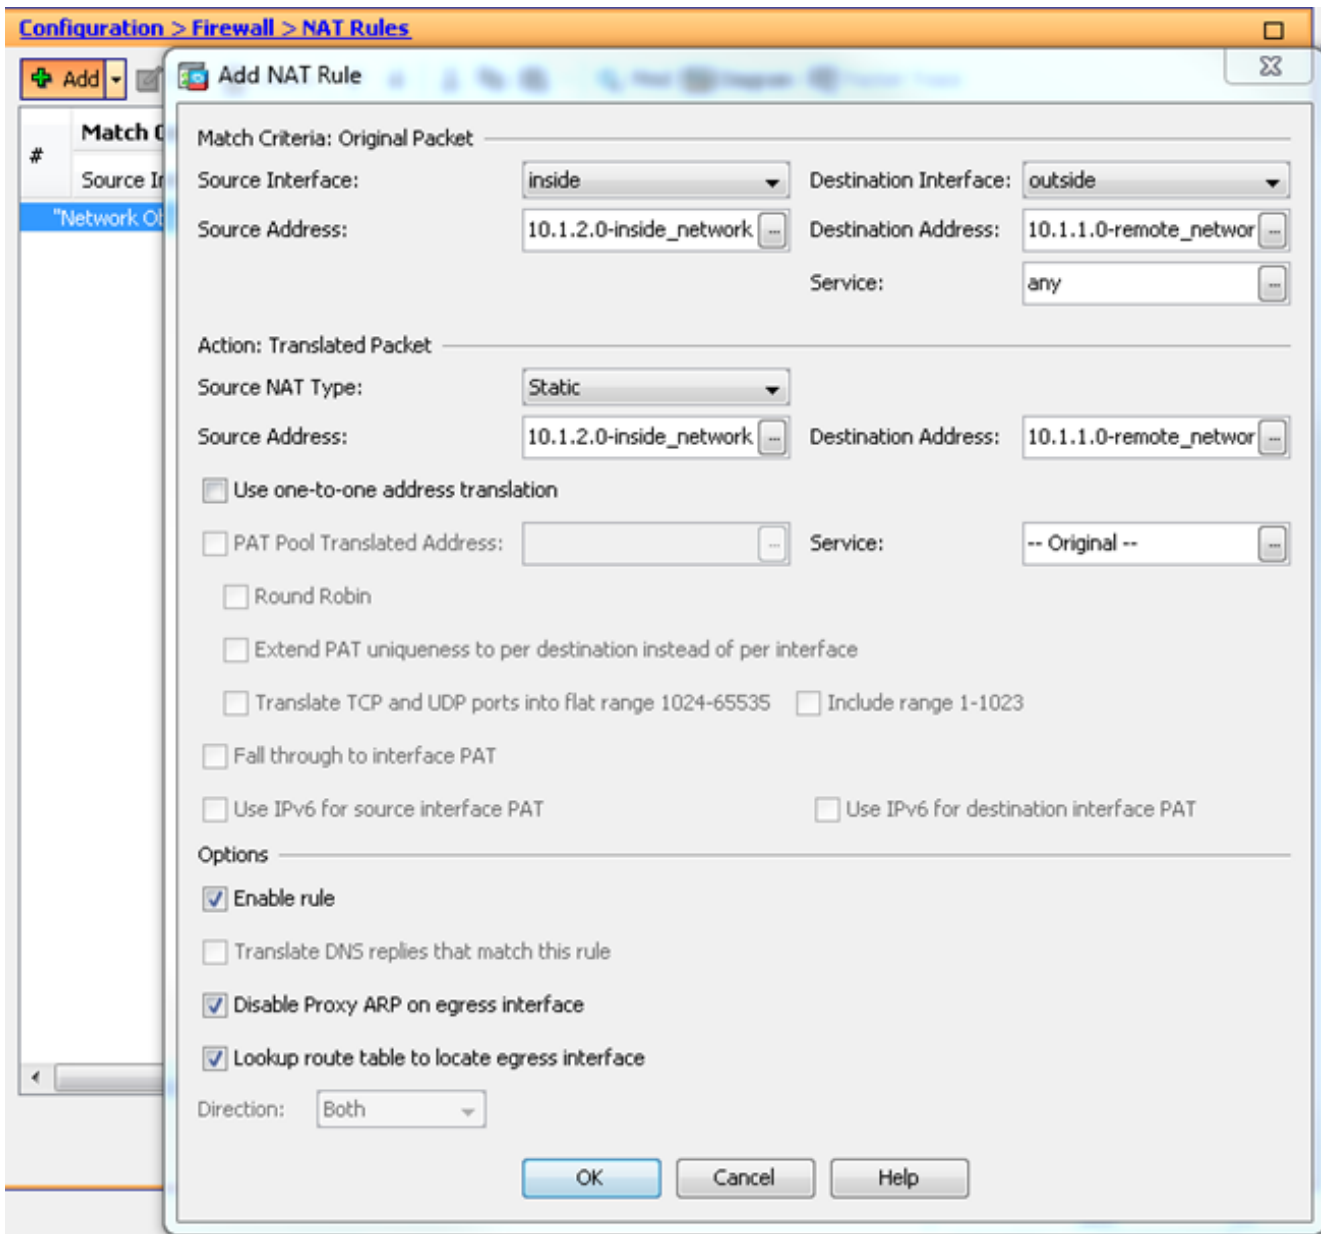 Configuration > Firewall > NAT Rules
Add
Add NAT Rule
#
Match
Source
"Network
Match Criteria: Original Packet
Source Interface: inside Destination Interface: outside
Source Address: 10.1.2.0-inside_network ... Destination Address: 10.1.1.0-remote_networ ...
Service: any ...
Action: Translated Packet
Source NAT Type: Static
Source Address: 10.1.2.0-inside_network ... Destination Address: 10.1.1.0-remote_networ ...
Use one-to-one address translation
PAT Pool Translated Address: ... Service: -- Original -- ...
Round Robin
Extend PAT uniqueness to per destination instead of per interface
Translate TCP and UDP ports into flat range 1024-65535 Include range 1-1023
Fall through to interface PAT
Use IPv6 for source interface PAT Use IPv6 for destination interface PAT
Options
Enable rule
Translate DNS replies that match this rule
Disable Proxy ARP on egress interface
Lookup route table to locate egress interface
Direction: Both
OK Cancel Help